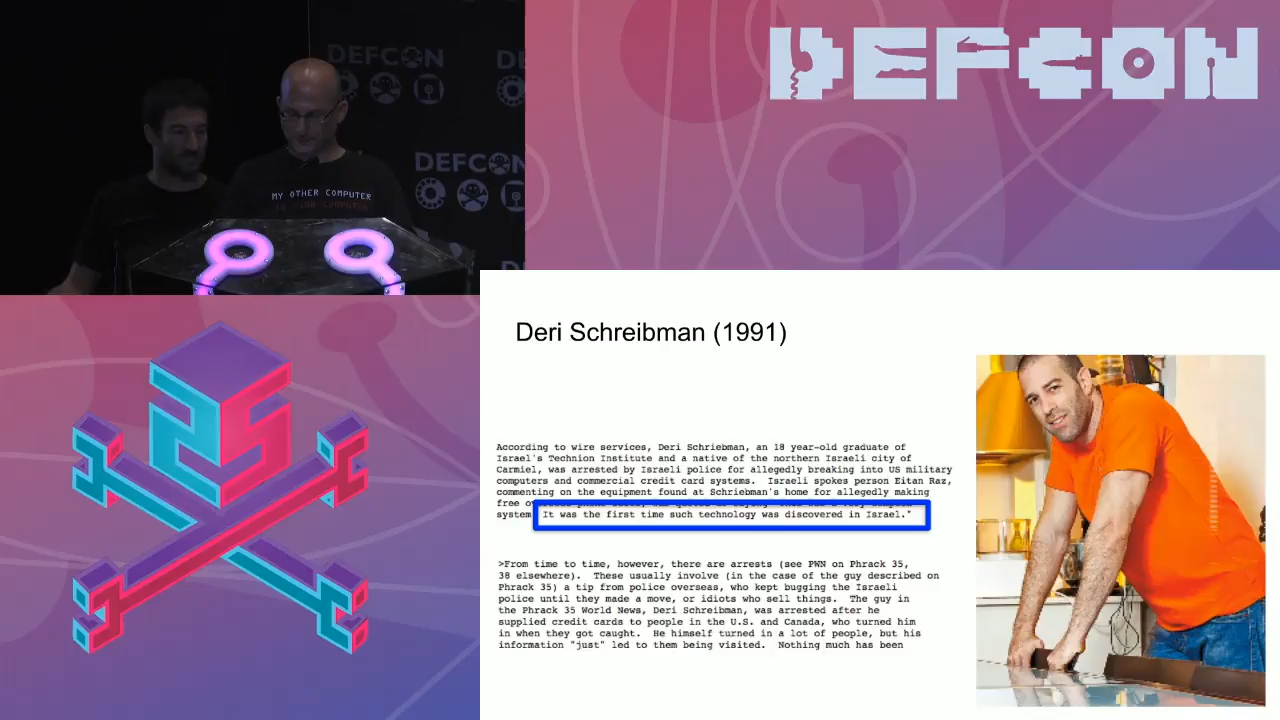 DEFCON
DEFCON
DEFCON
MY OTHER COMPUTER
Deri Schreibman (1991)
According to wire services, Deri Schriebman, an 18 year-old graduate of
Israel's Technion Institute and a native of the northern Israeli city of
Carmiel, was arrested by Israeli police for allegedly breaking into US military
computers and commercial credit card systems. Israeli spokes person Eitan Raz,
commenting on the equipment found at Schriebman's home for allegedly making
free
system It was the first time such technology was discovered in Israel."
>From time to time, however, there are arrests (see PWN on Phrack 35,
38 elsewhere). These usually involve (in the case of the guy described on
Phrack 35) a tip from police overseas, who kept bugging the Israeli
police until they made a move, or idiots who sell things. The guy in
the Phrack 35 World News, Deri Schreibman, was arrested after he
supplied credit cards to people in the U.S. and Canada, who turned him
in when they got caught. He himself turned in a lot of people, but his
information "just" led to them being visited. Nothing much has been